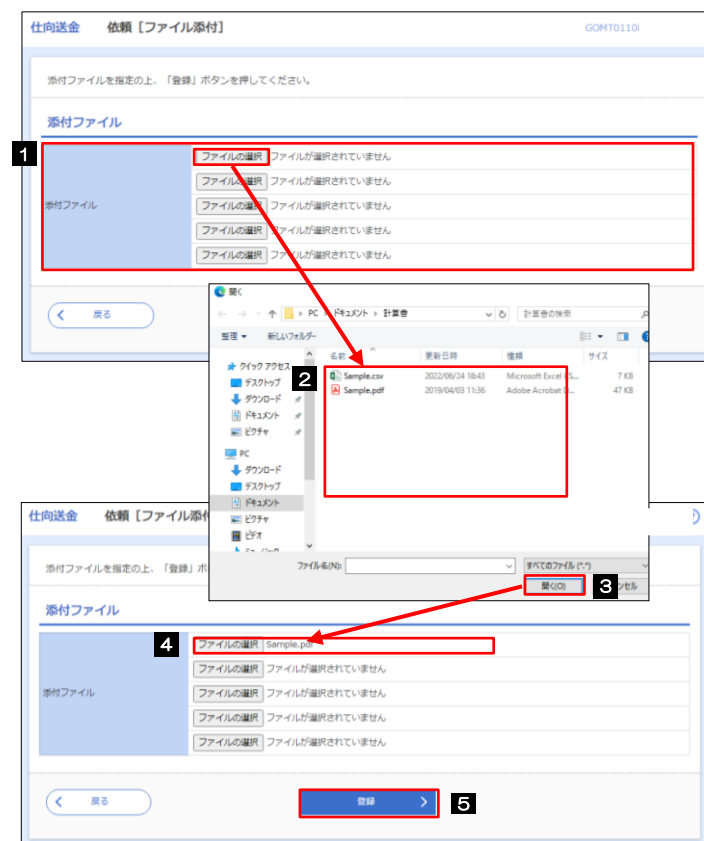 仕向送金 依頼［ファイル添付］ GOMT0110
添付ファイルを指定の上、「登録」ボタンを押してください。
添付ファイル
1
ファイルの選択 ファイルが選択されていません
ファイルの選択 ファイルが選択されていません
添付ファイル ファイルの選択 ファイルが選択されていません
ファイルの選択 ファイルが選択されていません
ファイルの選択 ファイルが選択されていません
戻る
開く
PC > ドキュメント > 計算書 計算書の検索
整理 新しいフォルダー
名前 更新日時 種類 サイズ
2
Sample.csv 2022/06/24 18:43 Microsoft Excel 7 KB
Sample.pdf 2019/04/03 11:36 Adobe Acrobat 47 KB
クイック アクセス
デスクトップ
ダウンロード
ドキュメント
ピクチャ
PC
ダウンロード
デスクトップ
ドキュメント
ピクチャ
ビデオ
ファイル名(N): すべてのファイル (*.*)
開く(O) 3
仕向送金 依頼［ファイル添付
添付ファイルを指定の上、「登録」
添付ファイル
4
ファイルの選択 Sample.pdf
ファイルの選択 ファイルが選択されていません
添付ファイル ファイルの選択 ファイルが選択されていません
ファイルの選択 ファイルが選択されていません
ファイルの選択 ファイルが選択されていません
戻る 登録 5